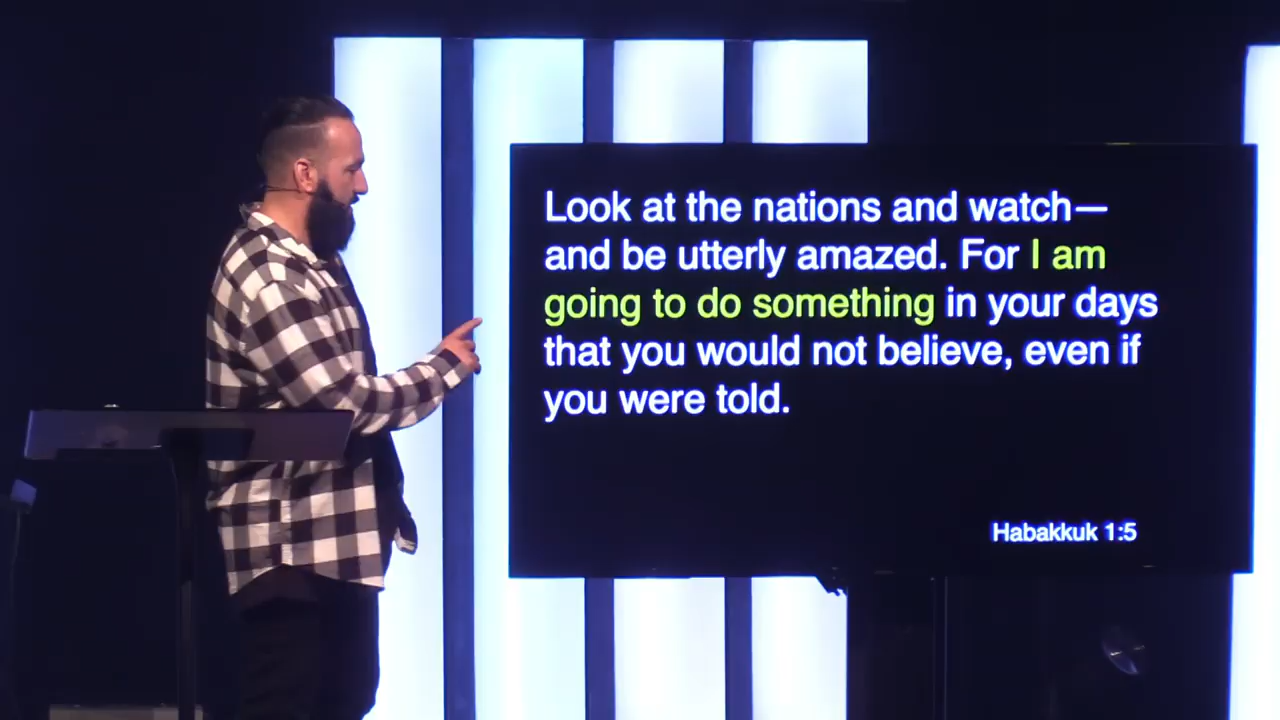 Look at the nations and watch—
and be utterly amazed. For I am
going to do something in your days
that you would not believe, even if
you were told.
Habakkuk 1:5